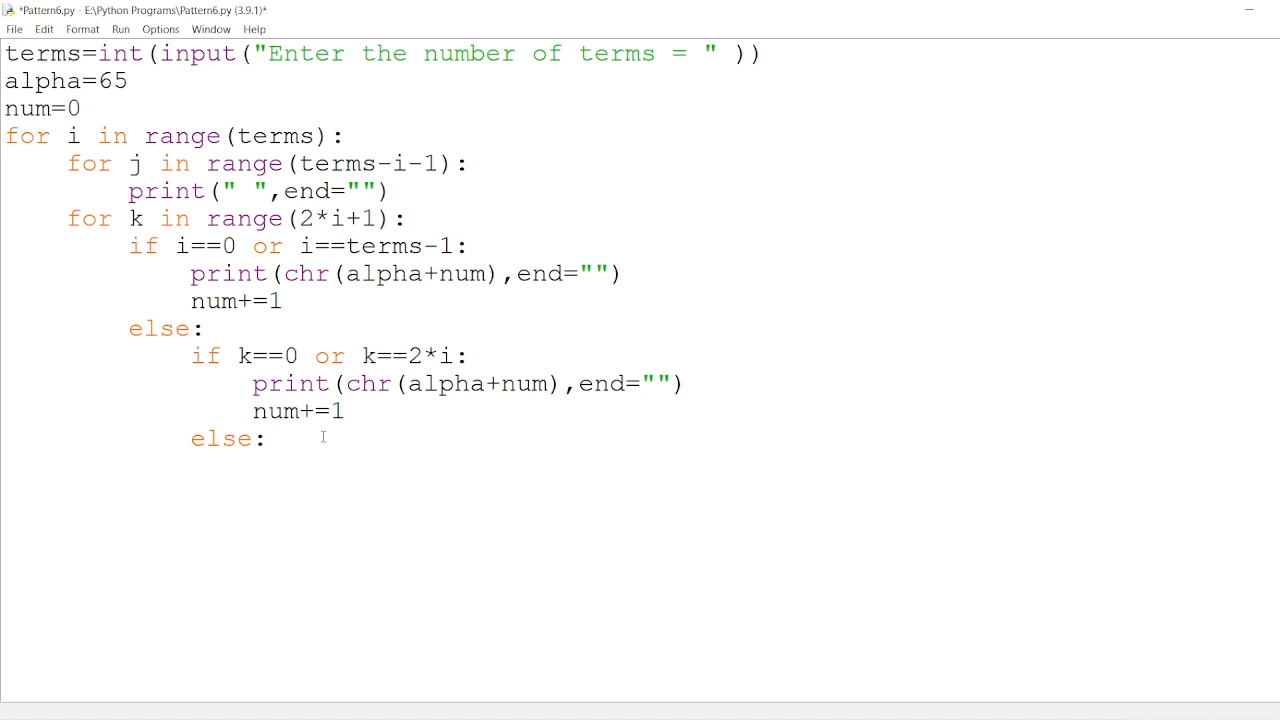 *Pattern6.py - E:\Python Programs\Pattern6.py (3.9.1)*
File Edit Format Run Options Window Help
terms=int(input("Enter the number of terms = " ))
alpha=65
num=0
for i in range(terms):
    for j in range(terms-i-1):
        print(" ",end="")
    for k in range(2*i+1):
        if i==0 or i==terms-1:
            print(chr(alpha+num),end="")
            num+=1
        else:
            if k==0 or k==2*i:
                print(chr(alpha+num),end="")
                num+=1
            else: